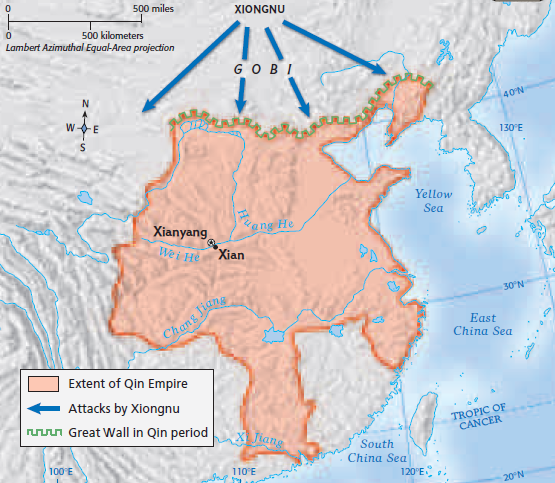 0 500 miles
0 500 kilometers
Lambert Azimuthal Equal-Area projection
XIONGNU
GOBI
N
W E
S
40°N
130°E
Yellow
Sea
Huang He
Xianyang
Xian
Wei He
30°N
Chang Jiang
East
China Sea
Extent of Qin Empire
Attacks by Xiongnu
Great Wall in Qin period
TROPIC OF
CANCER
Xi Jiang
South
China Sea
100°E
110°E
120°E
20°N